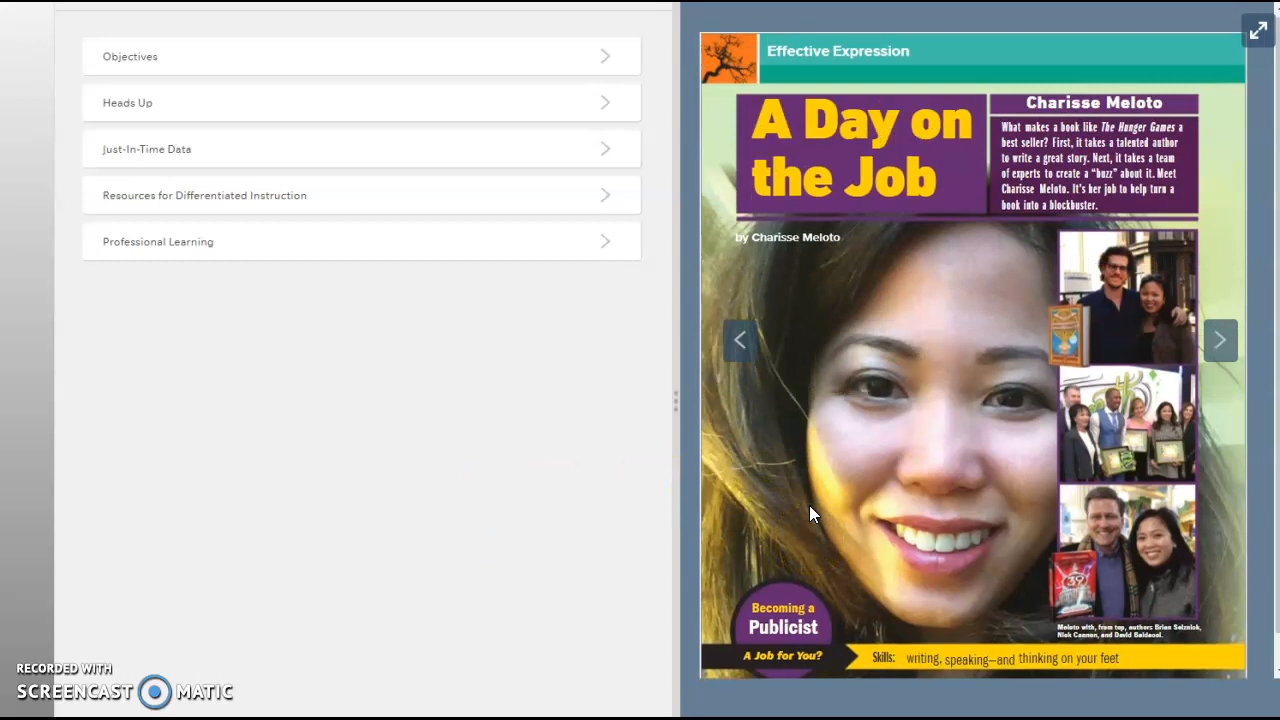 Objectives
Heads Up
Just-In-Time Data
Resources for Differentiated Instruction
Professional Learning
Effective Expression
A Day on
the Job
Charisse Meloto
What makes a book like The Hunger Games a
best seller? First, it takes a talented author
to write a great story. Next, it takes a team
of experts to create a “buzz” about it. Meet
Charisse Meloto. It's her job to help turn a
book into a blockbuster.
by Charisse Meloto
39
Becoming a
Publicist
Meloto with, from top, authors Brian Selznick,
Nick Cannon, and David Baldacci.
A Job for You?
Skills: writing, speaking—and thinking on your feet
RECORDED WITH
SCREENCAST MATIC